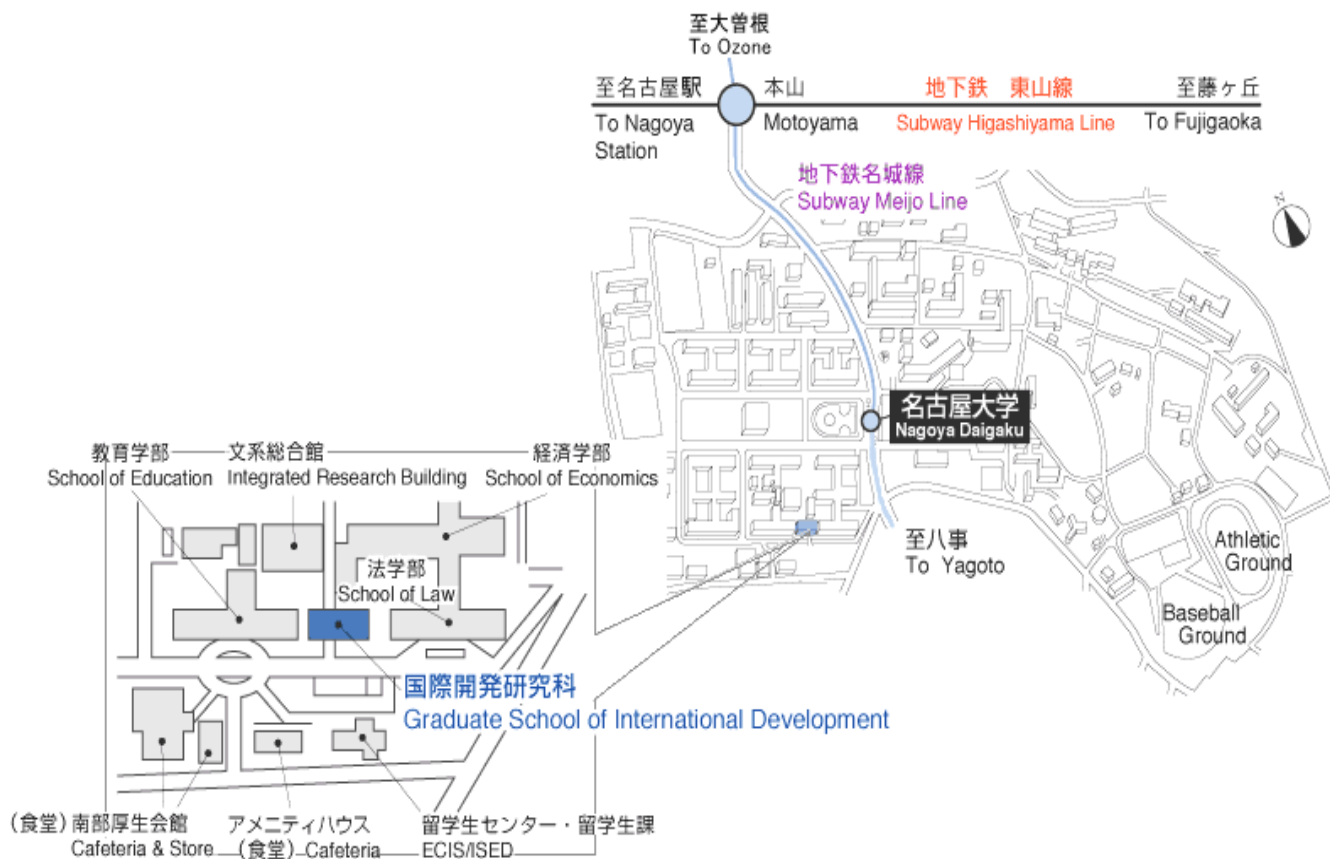 至大曽根
To Ozone
至名古屋駅
本山
地下鉄　東山線
至藤ヶ丘
To Nagoya
Station
Motoyama
Subway Higashiyama Line
To Fujigaoka
地下鉄名城線
Subway Meijo Line
N
名古屋大学
Nagoya Daigaku
教育学部
School of Education
文系総合館
Integrated Research Building
経済学部
School of Economics
法学部
School of Law
至八事
To Yagoto
Athletic
Ground
Baseball
Ground
国際開発研究科
Graduate School of International Development
(食堂) 南部厚生会館
Cafeteria & Store
アメニティハウス
(食堂) Cafeteria
留学生センター・留学生課
ECIS/ISED